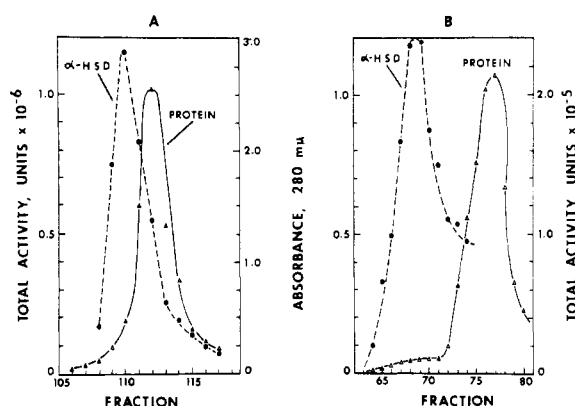 A
B
3.0
α-HSD
α-HSD
PROTEIN
PROTEIN
1.0
1.0
2.0
2.0
0.5
0.5
1.0
1.0
0
0
0
105
110
115
62
65
70
75
80
FRACTION
FRACTION
TOTAL ACTIVITY, UNITS × 10⁻⁶
ABSORBANCE, 280 mμ
TOTAL ACTIVITY, UNITS × 10⁻⁵